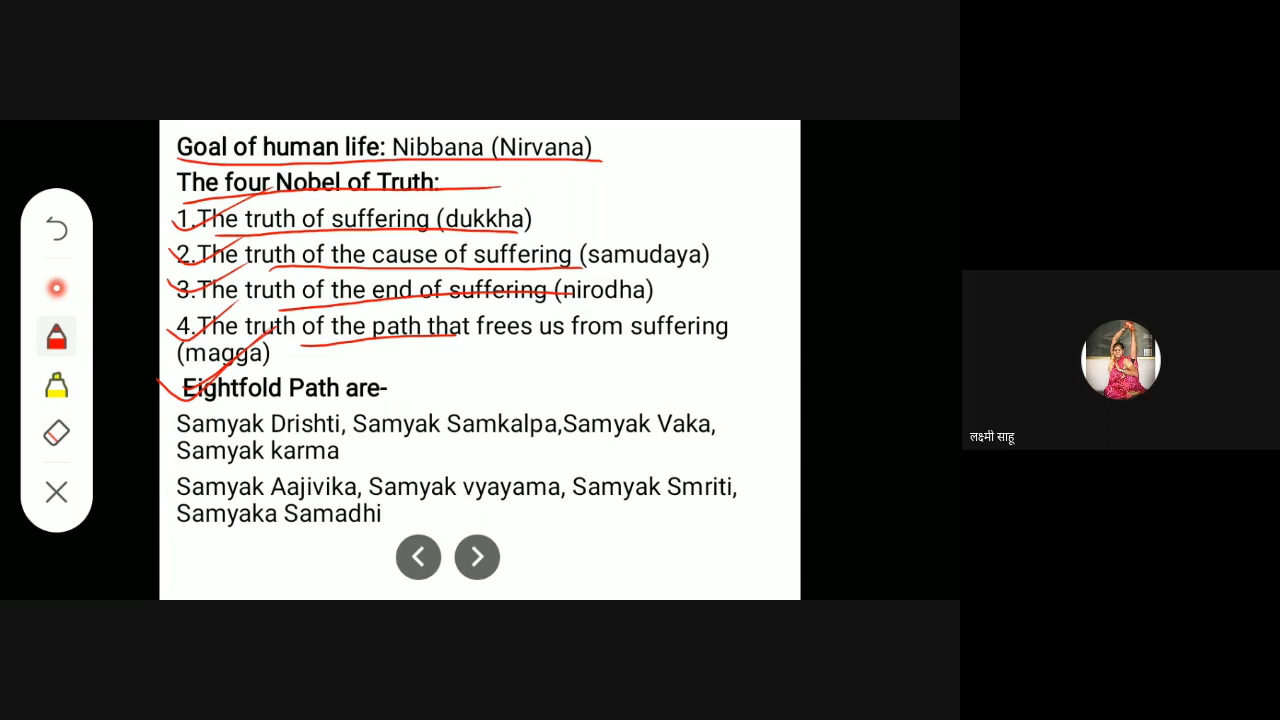 Goal of human life: Nibbana (Nirvana)
The four Nobel of Truth:
1.The truth of suffering (dukkha)
2.The truth of the cause of suffering (samudaya)
3.The truth of the end of suffering (nirodha)
4.The truth of the path that frees us from suffering
(magga)
Eightfold Path are-
Samyak Drishti, Samyak Samkalpa,Samyak Vaka,
Samyak karma
Samyak Aajivika, Samyak vyayama, Samyak Smriti,
Samyaka Samadhi
लक्ष्मी साहू